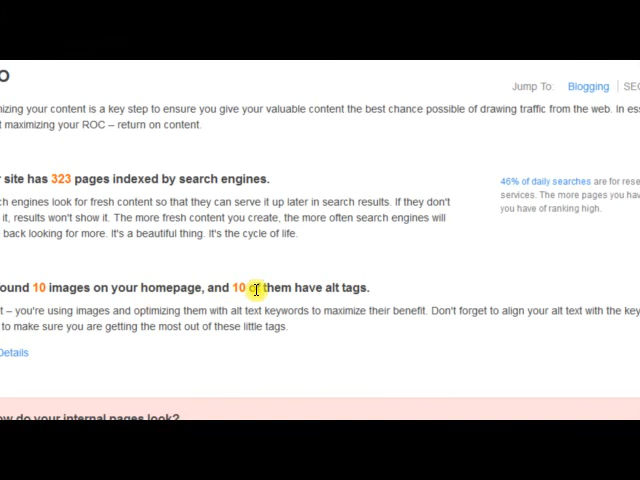 O
Jump To: Blogging | SEO
nizing your content is a key step to ensure you give your valuable content the best chance possible of drawing traffic from the web. In ess
t maximizing your ROC – return on content.
r site has 323 pages indexed by search engines.
ch engines look for fresh content so that they can serve it up later in search results. If they don't
it, results won't show it. The more fresh content you create, the more often search engines will
back looking for more. It's a beautiful thing. It's the cycle of life.
46% of daily searches are for rese
services. The more pages you hav
you have of ranking high.
ound 10 images on your homepage, and 10 of them have alt tags.
t – you're using images and optimizing them with alt text keywords to maximize their benefit. Don't forget to align your alt text with the key
to make sure you are getting the most out of these little tags.
Details
ow do your internal pages look?